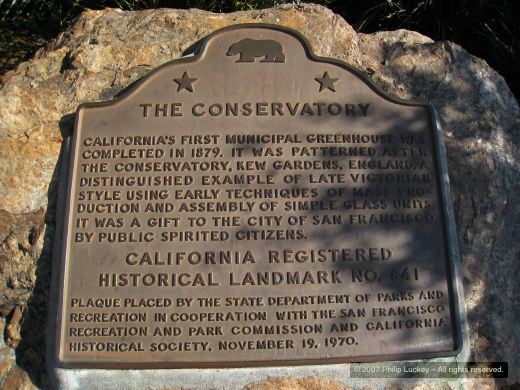 THE CONSERVATORY
CALIFORNIA'S FIRST MUNICIPAL GREENHOUSE WAS
COMPLETED IN 1879. IT WAS PATTERNED AFTER
THE CONSERVATORY, KEW GARDENS, ENGLAND, A
DISTINGUISHED EXAMPLE OF LATE VICTORIAN
STYLE USING EARLY TECHNIQUES OF MASS PRO-
DUCTION AND ASSEMBLY OF SIMPLE GLASS UNITS.
IT WAS A GIFT TO THE CITY OF SAN FRANCISCO
BY PUBLIC SPIRITED CITIZENS.
CALIFORNIA REGISTERED
HISTORICAL LANDMARK NO. 841
PLAQUE PLACED BY THE STATE DEPARTMENT OF PARKS AND
RECREATION IN COOPERATION WITH THE SAN FRANCISCO
RECREATION AND PARK COMMISSION AND CALIFORNIA
HISTORICAL SOCIETY, NOVEMBER 19, 1970.
© 2007 Philip Luckey – All rights reserved.